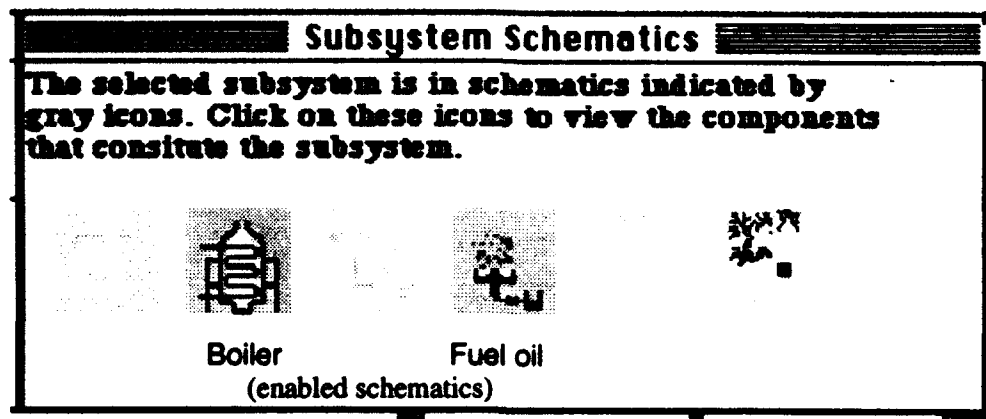 Subsystem Schematics
The selected subsystem is in schematics indicated by
gray icons. Click on these icons to view the components
that consitute the subsystem.
Boiler Fuel oil
(enabled schematics)